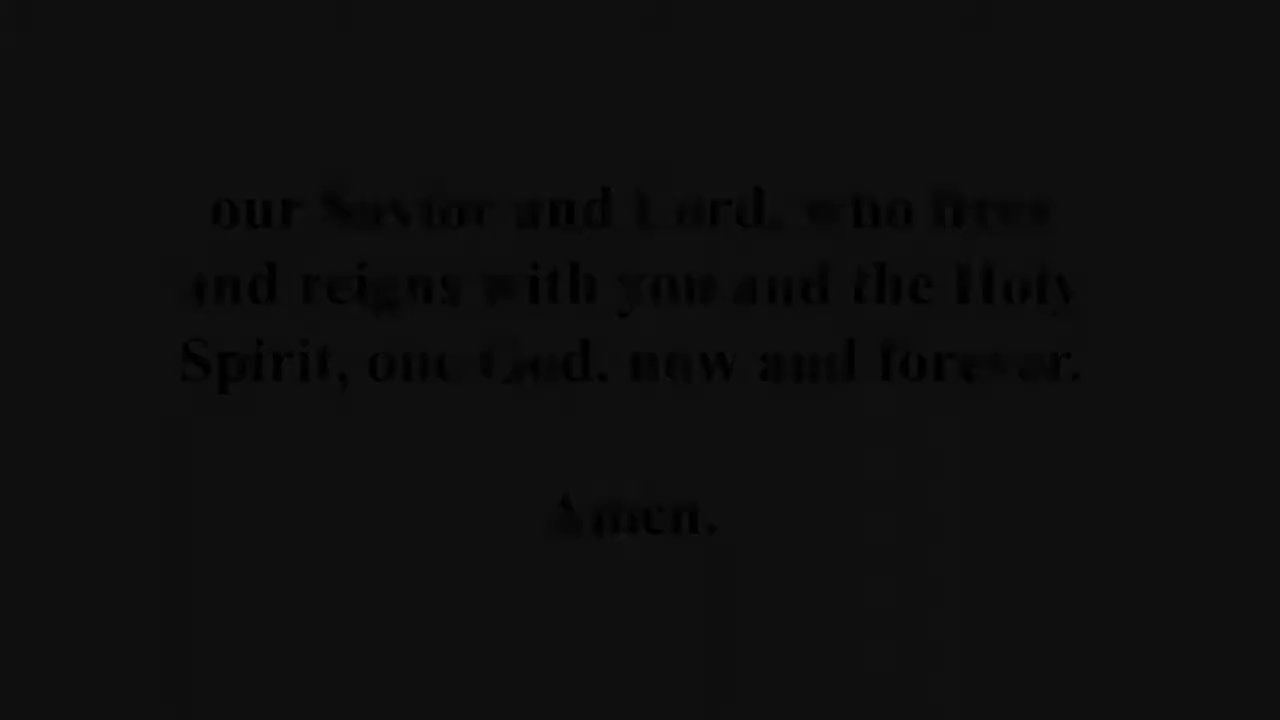 our Savior and Lord, who lives
and reigns with you and the Holy
Spirit, one God, now and forever.
Amen.